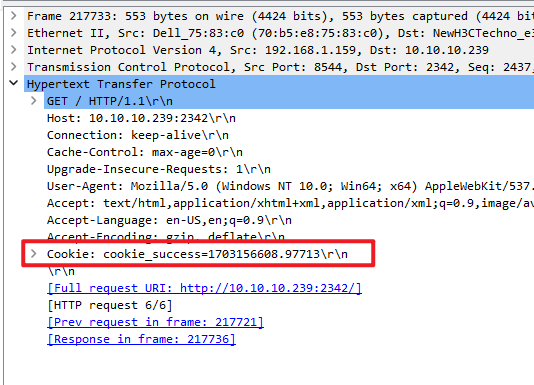 Frame 217733: 553 bytes on wire (4424 bits), 553 bytes captured (4424 bit
Ethernet II, Src: Dell_75:83:c0 (70:b5:e8:75:83:c0), Dst: NewH3CTechno_e3
Internet Protocol Version 4, Src: 192.168.1.159, Dst: 10.10.10.239
Transmission Control Protocol, Src Port: 8544, Dst Port: 2342, Seq: 2437,
Hypertext Transfer Protocol
GET / HTTP/1.1\r\n
Host: 10.10.10.239:2342\r\n
Connection: keep-alive\r\n
Cache-Control: max-age=0\r\n
Upgrade-Insecure-Requests: 1\r\n
User-Agent: Mozilla/5.0 (Windows NT 10.0; Win64; x64) AppleWebKit/537.
Accept: text/html,application/xhtml+xml,application/xml;q=0.9,image/av
Accept-Language: en-US,en;q=0.9\r\n
Accept-Encoding: gzip, deflate\r\n
Cookie: cookie_success=1703156608.97713\r\n
\r\n
[Full request URI: http://10.10.10.239:2342/]
[HTTP request 6/6]
[Prev request in frame: 217721]
[Response in frame: 217736]